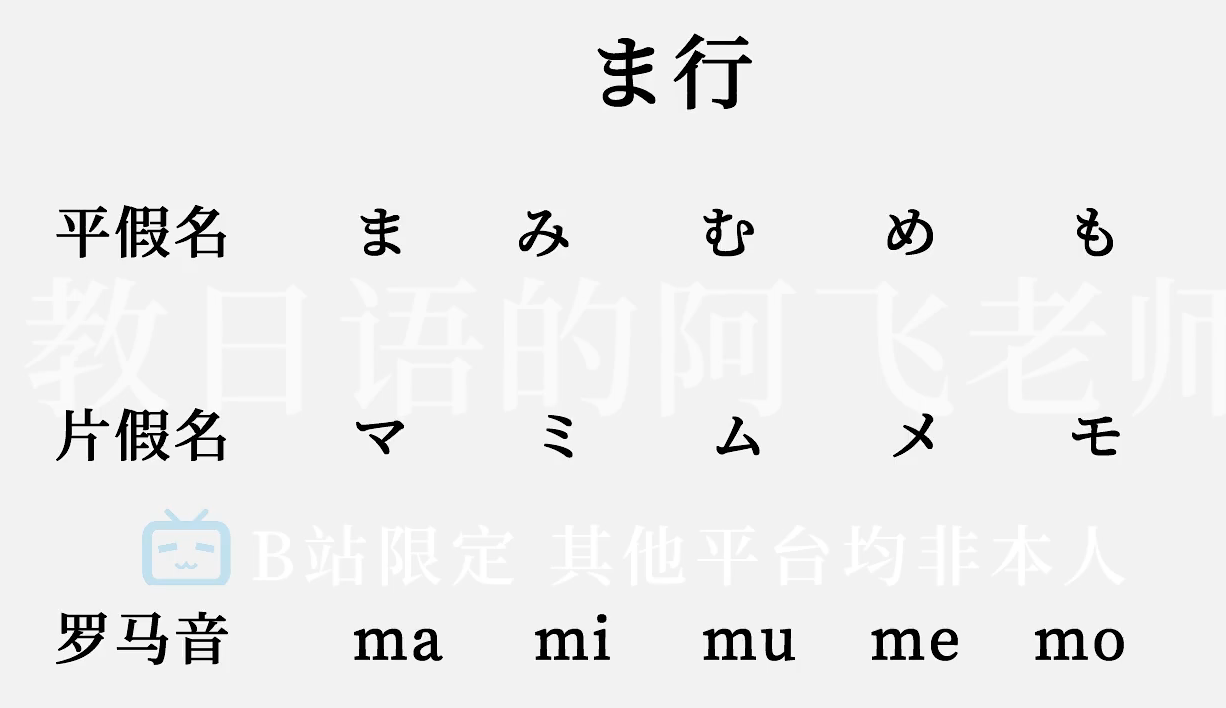 ま行
平假名 ま み む め も
教日语的阿飞老师
片假名 マ ミ ム メ モ
B站限定 其他平台均非本人
罗马音 ma mi mu me mo